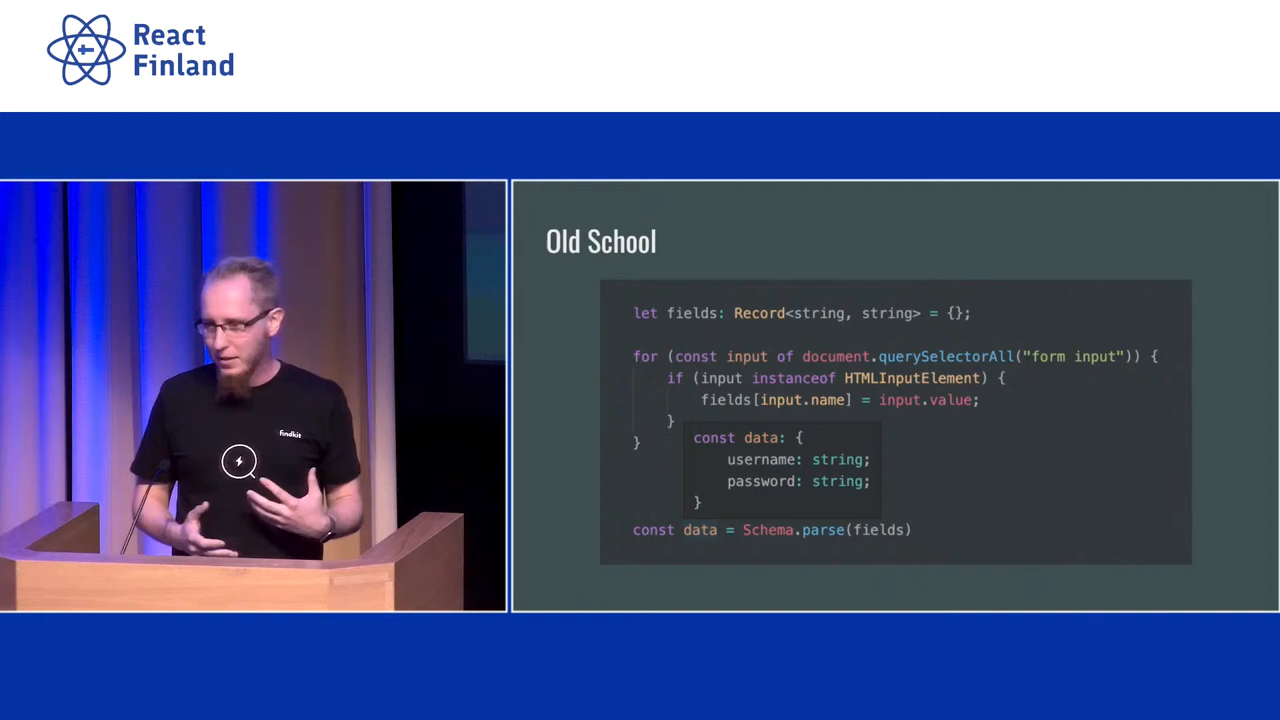 React
Finland
findkit
Old School
let fields: Record<string, string> = {};
for (const input of document.querySelectorAll("form input")) {
if (input instanceof HTMLInputElement) {
fields[input.name] = input.value;
}
}
const data: {
username: string;
password: string;
}
const data = Schema.parse(fields)